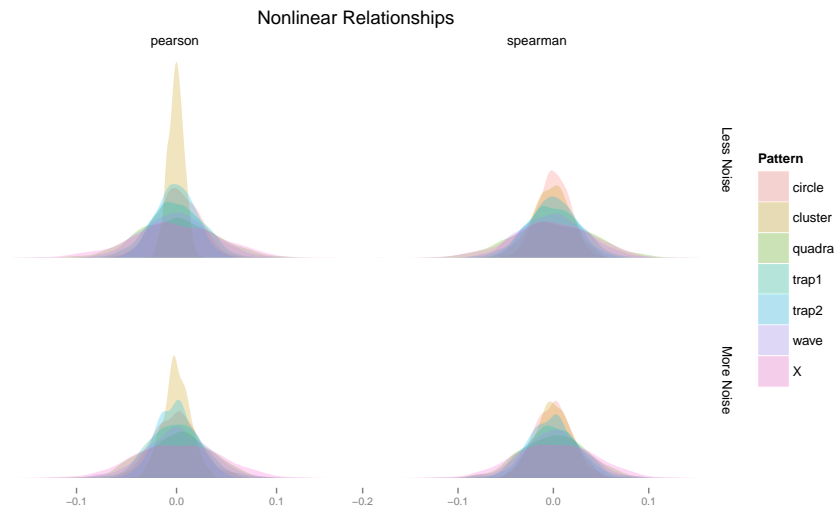 Nonlinear Relationships
pearson
spearman
Less Noise
More Noise
Pattern
circle
cluster
quadra
trap1
trap2
wave
X
−0.1 0.0 0.1 −0.2 −0.1 0.0 0.1